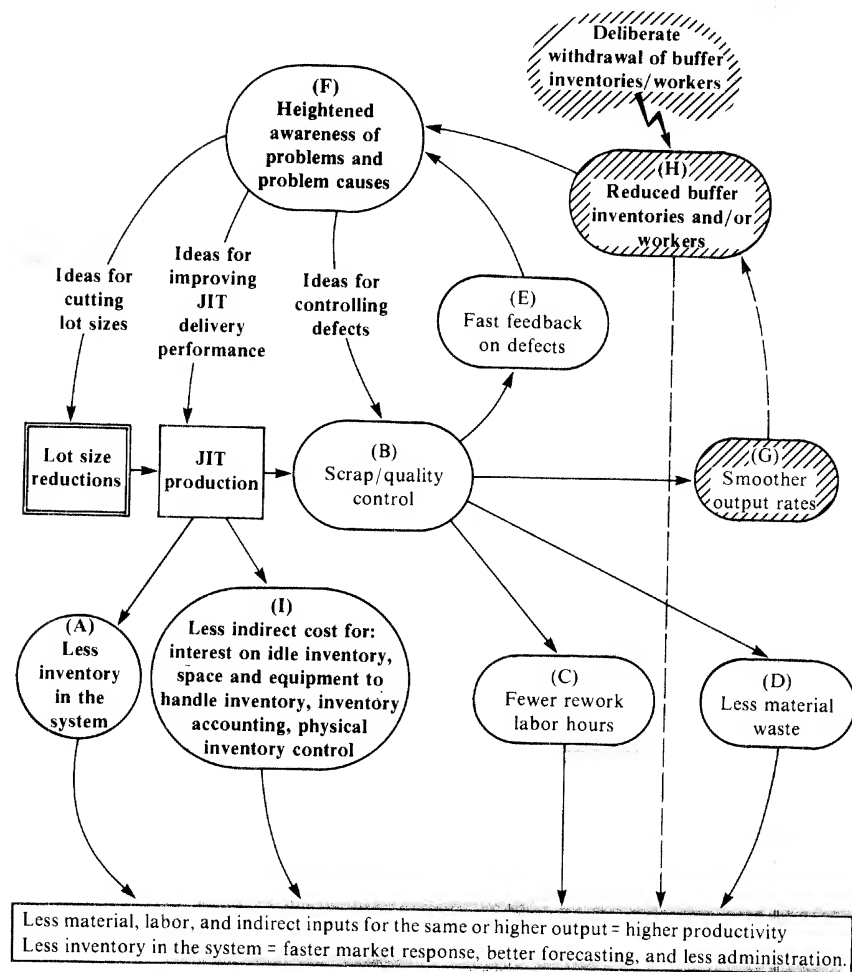 Deliberate
withdrawal of buffer
inventories/workers
(F)
Heightened
awareness of
problems and
problem causes
(H)
Reduced buffer
inventories and/or
workers
Ideas for
cutting
lot sizes
Ideas for
improving
JIT
delivery
performance
Ideas for
controlling
defects
(E)
Fast feedback
on defects
Lot size
reductions
JIT
production
(B)
Scrap/quality
control
(G)
Smoother
output rates
(A)
Less
inventory
in the
system
(I)
Less indirect cost for:
interest on idle inventory,
space and equipment to
handle inventory, inventory
accounting, physical
inventory control
(C)
Fewer rework
labor hours
(D)
Less material
waste
Less material, labor, and indirect inputs for the same or higher output = higher productivity
Less inventory in the system = faster market response, better forecasting, and less administration.